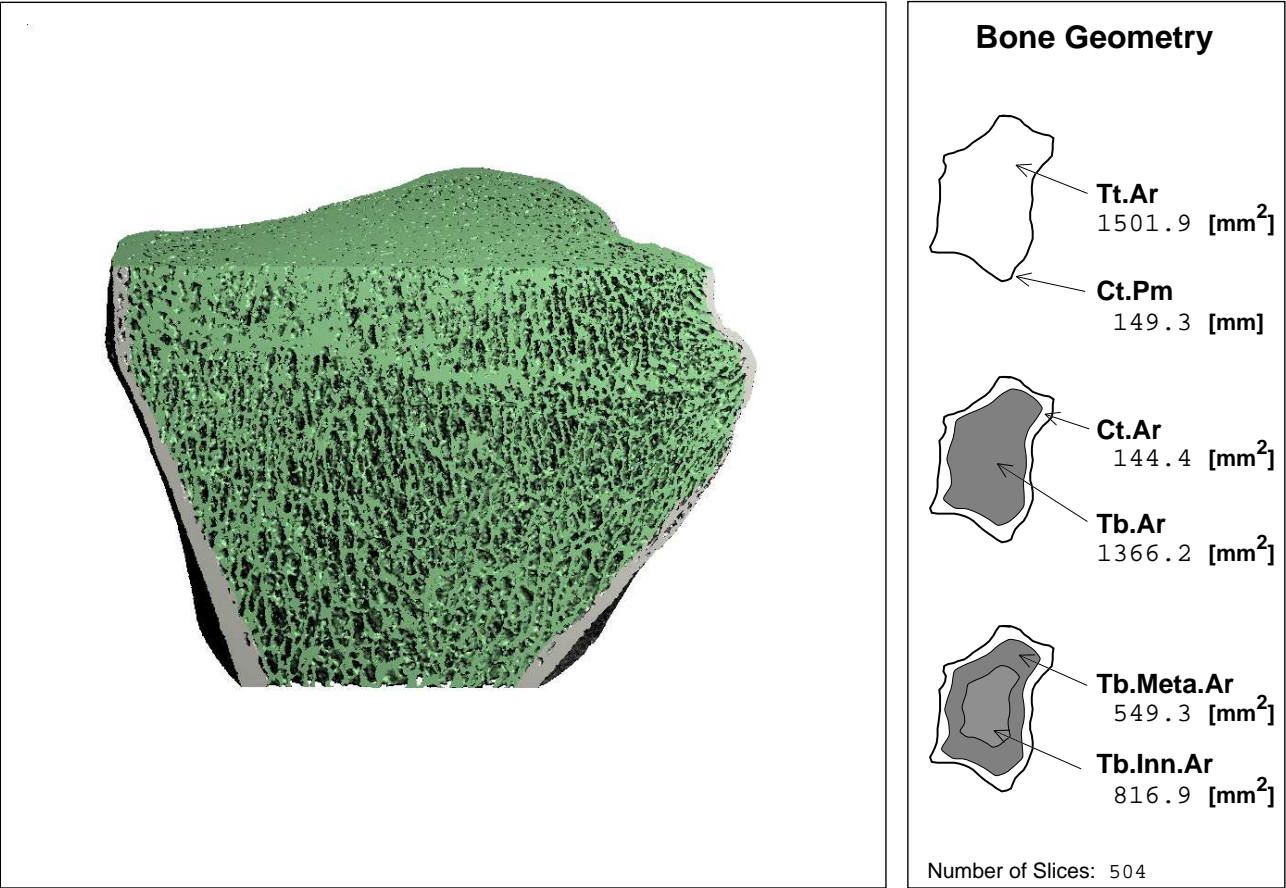 Bone Geometry
Tt.Ar
1501.9 [mm²]
Ct.Pm
149.3 [mm]
Ct.Ar
144.4 [mm²]
Tb.Ar
1366.2 [mm²]
Tb.Meta.Ar
549.3 [mm²]
Tb.Inn.Ar
816.9 [mm²]
Number of Slices: 504